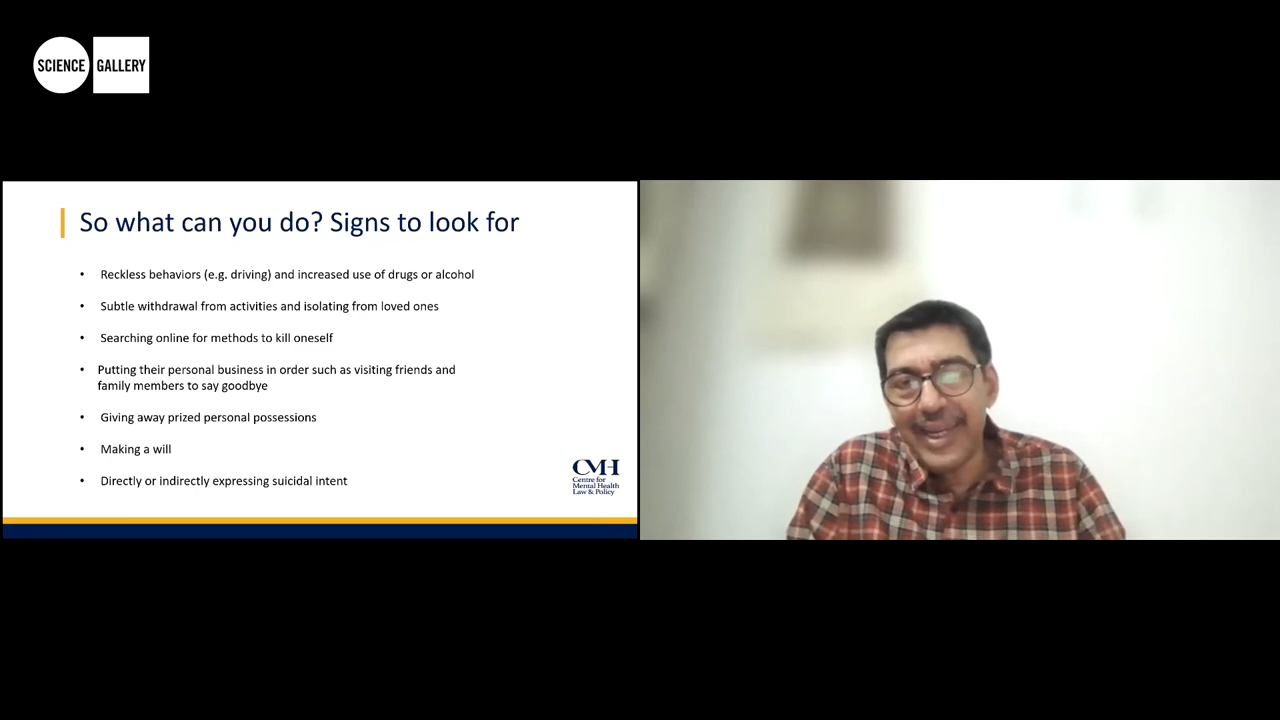 SCIENCE GALLERY
So what can you do? Signs to look for
• Reckless behaviors (e.g. driving) and increased use of drugs or alcohol
• Subtle withdrawal from activities and isolating from loved ones
• Searching online for methods to kill oneself
• Putting their personal business in order such as visiting friends and
family members to say goodbye
• Giving away prized personal possessions
• Making a will
• Directly or indirectly expressing suicidal intent
CMH
Centre for
Mental Health
Law & Policy